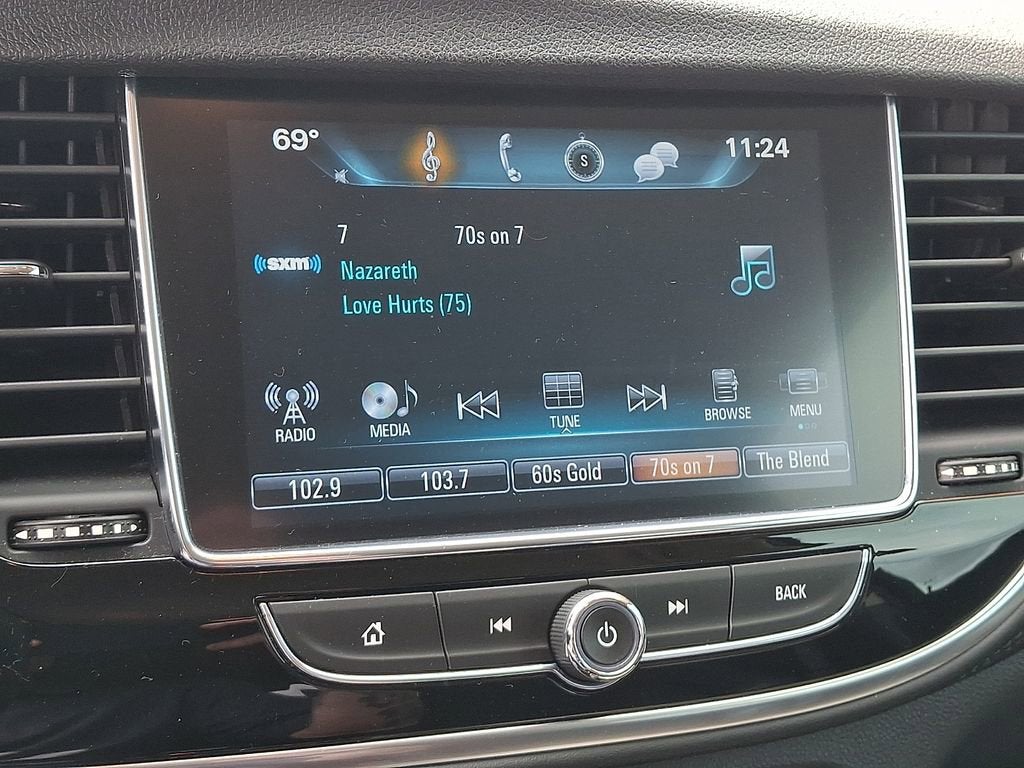 69° 11:24
S
7 70s on 7
sxm
Nazareth
Love Hurts (75)
RADIO MEDIA TUNE BROWSE MENU
102.9 103.7 60s Gold 70s on 7 The Blend
BACK